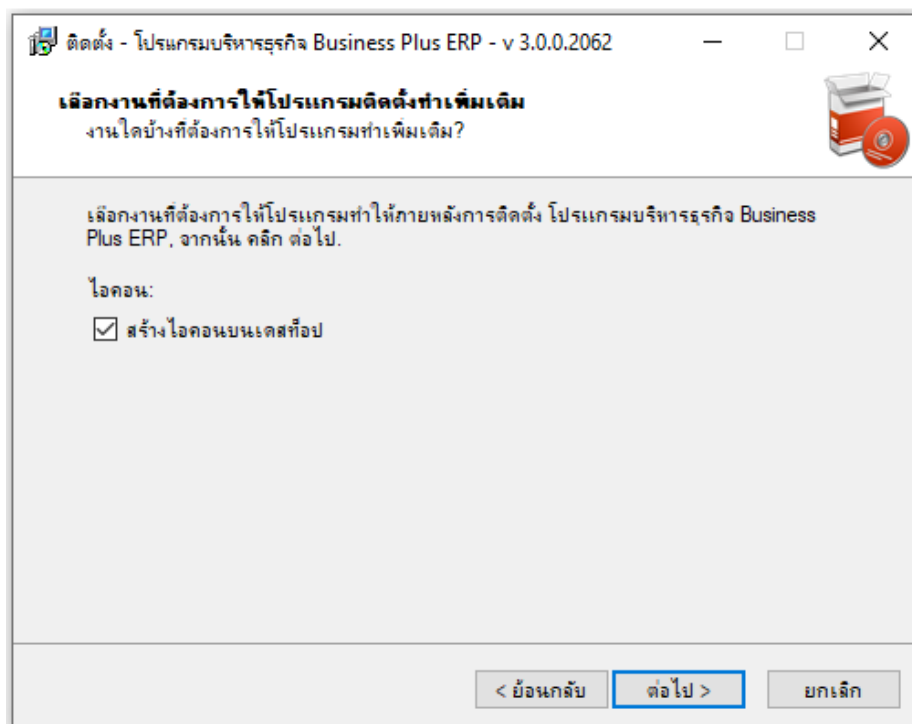 ติดตั้ง - โปรแกรมบริหารธุรกิจ Business Plus ERP - v 3.0.0.2062
เลือกงานที่ต้องการให้โปรแกรมติดตั้งทำเพิ่มเติม
งานใดบ้างที่ต้องการให้โปรแกรมทำเพิ่มเติม?
เลือกงานที่ต้องการให้โปรแกรมทำให้ภายหลังการติดตั้ง โปรแกรมบริหารธุรกิจ Business
Plus ERP, จากนั้น คลิก ต่อไป.
ไอคอน:
สร้างไอคอนบนเดสท็อป
< ย้อนกลับ
ต่อไป >
ยกเลิก